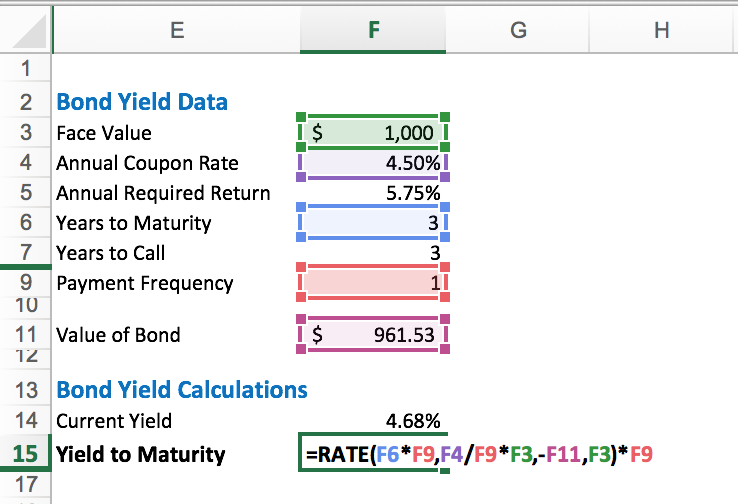 E F G H
1
2 Bond Yield Data
3 Face Value $ 1,000
4 Annual Coupon Rate 4.50%
5 Annual Required Return 5.75%
6 Years to Maturity 3
7 Years to Call 3
9 Payment Frequency 1
10
11 Value of Bond $ 961.53
12
13 Bond Yield Calculations
14 Current Yield 4.68%
15 Yield to Maturity =RATE(F6*F9,F4/F9*F3,-F11,F3)*F9
17